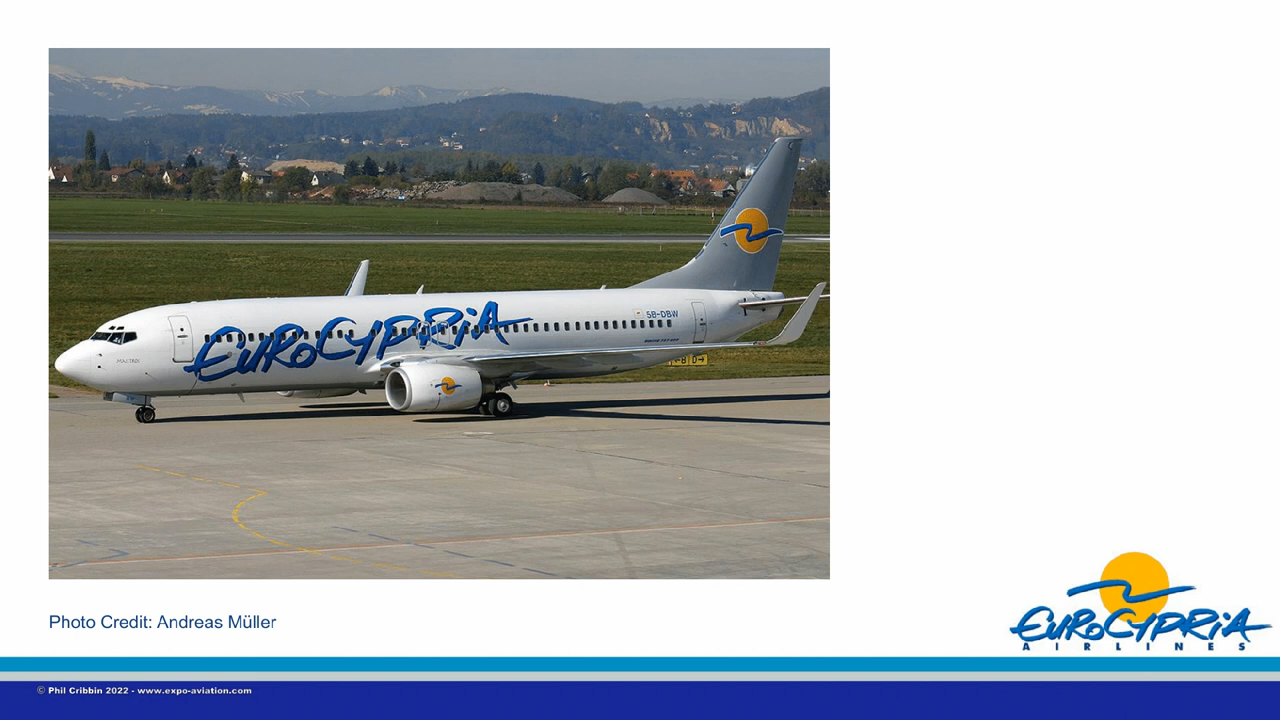 EUROCYPRIA
5B-DBW
Photo Credit: Andreas Müller
EUROCYPRIA
AIRLINES
© Phil Cribbin 2022 - www.expo-aviation.com